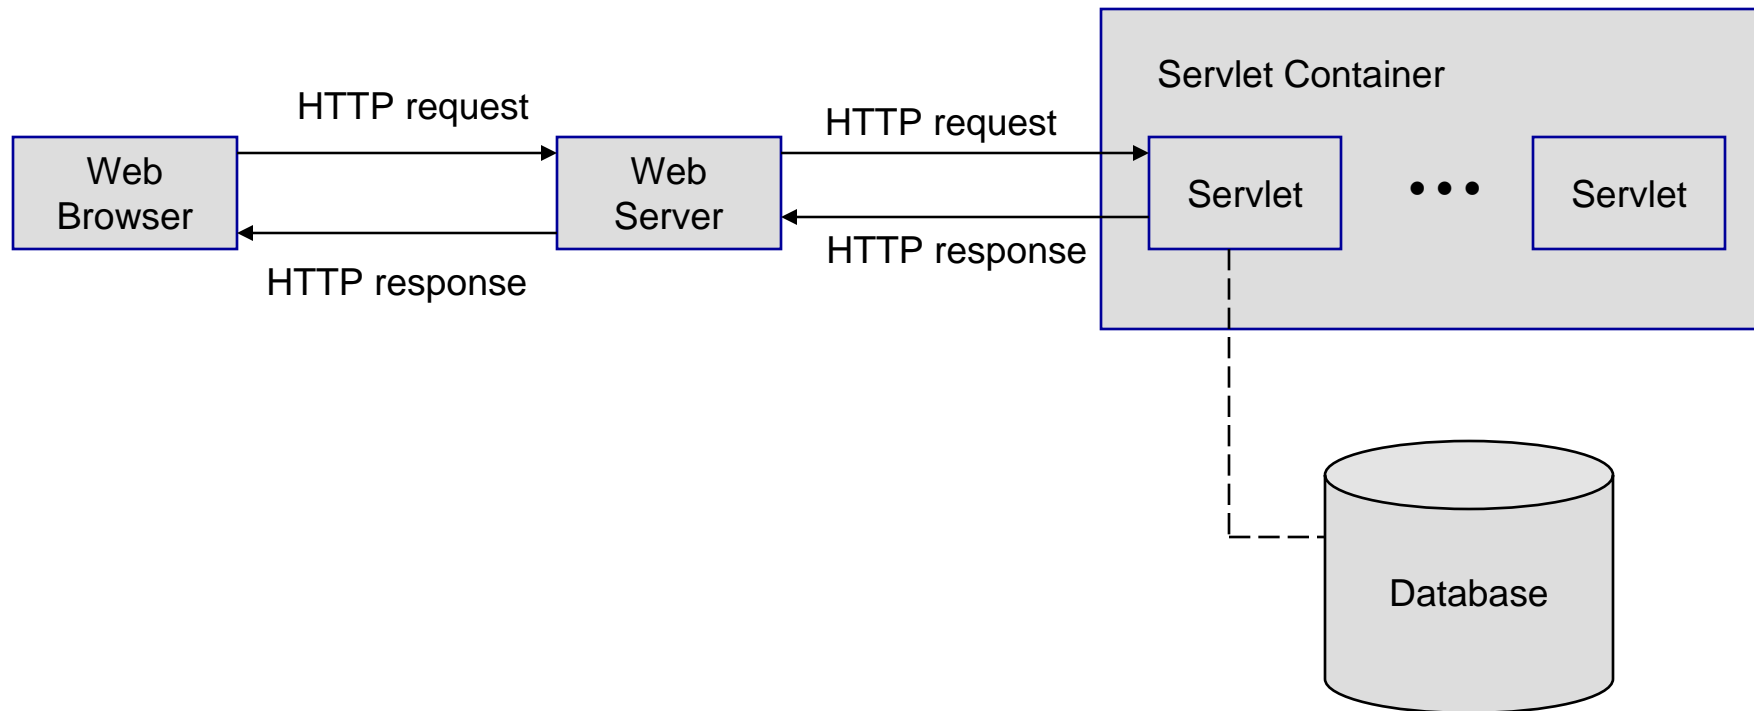 Servlet Container
HTTP request
HTTP request
Web
Browser
Web
Server
Servlet
•••
Servlet
HTTP response
HTTP response
Database